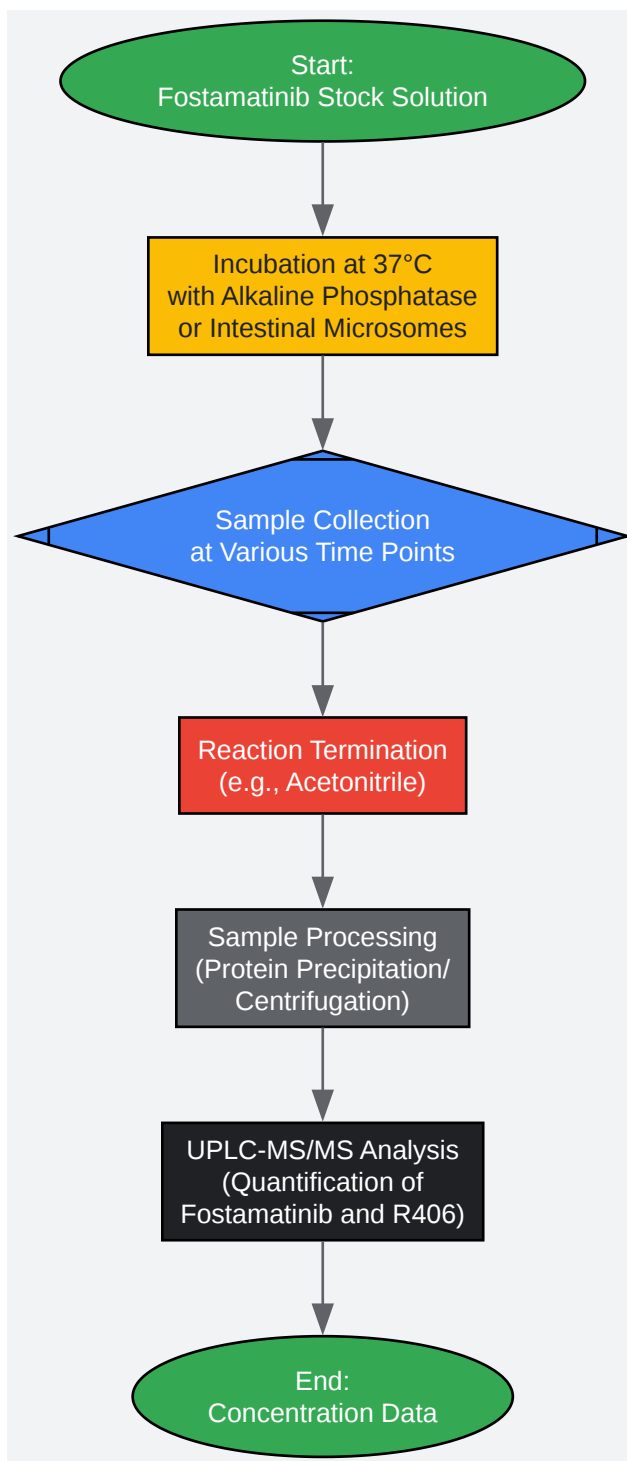 Start:
Fostamatinib Stock Solution
Incubation at 37°C
with Alkaline Phosphatase
or Intestinal Microsomes
Sample Collection
at Various Time Points
Reaction Termination
(e.g., Acetonitrile)
Sample Processing
(Protein Precipitation/
Centrifugation)
UPLC-MS/MS Analysis
(Quantification of
Fostamatinib and R406)
End:
Concentration Data